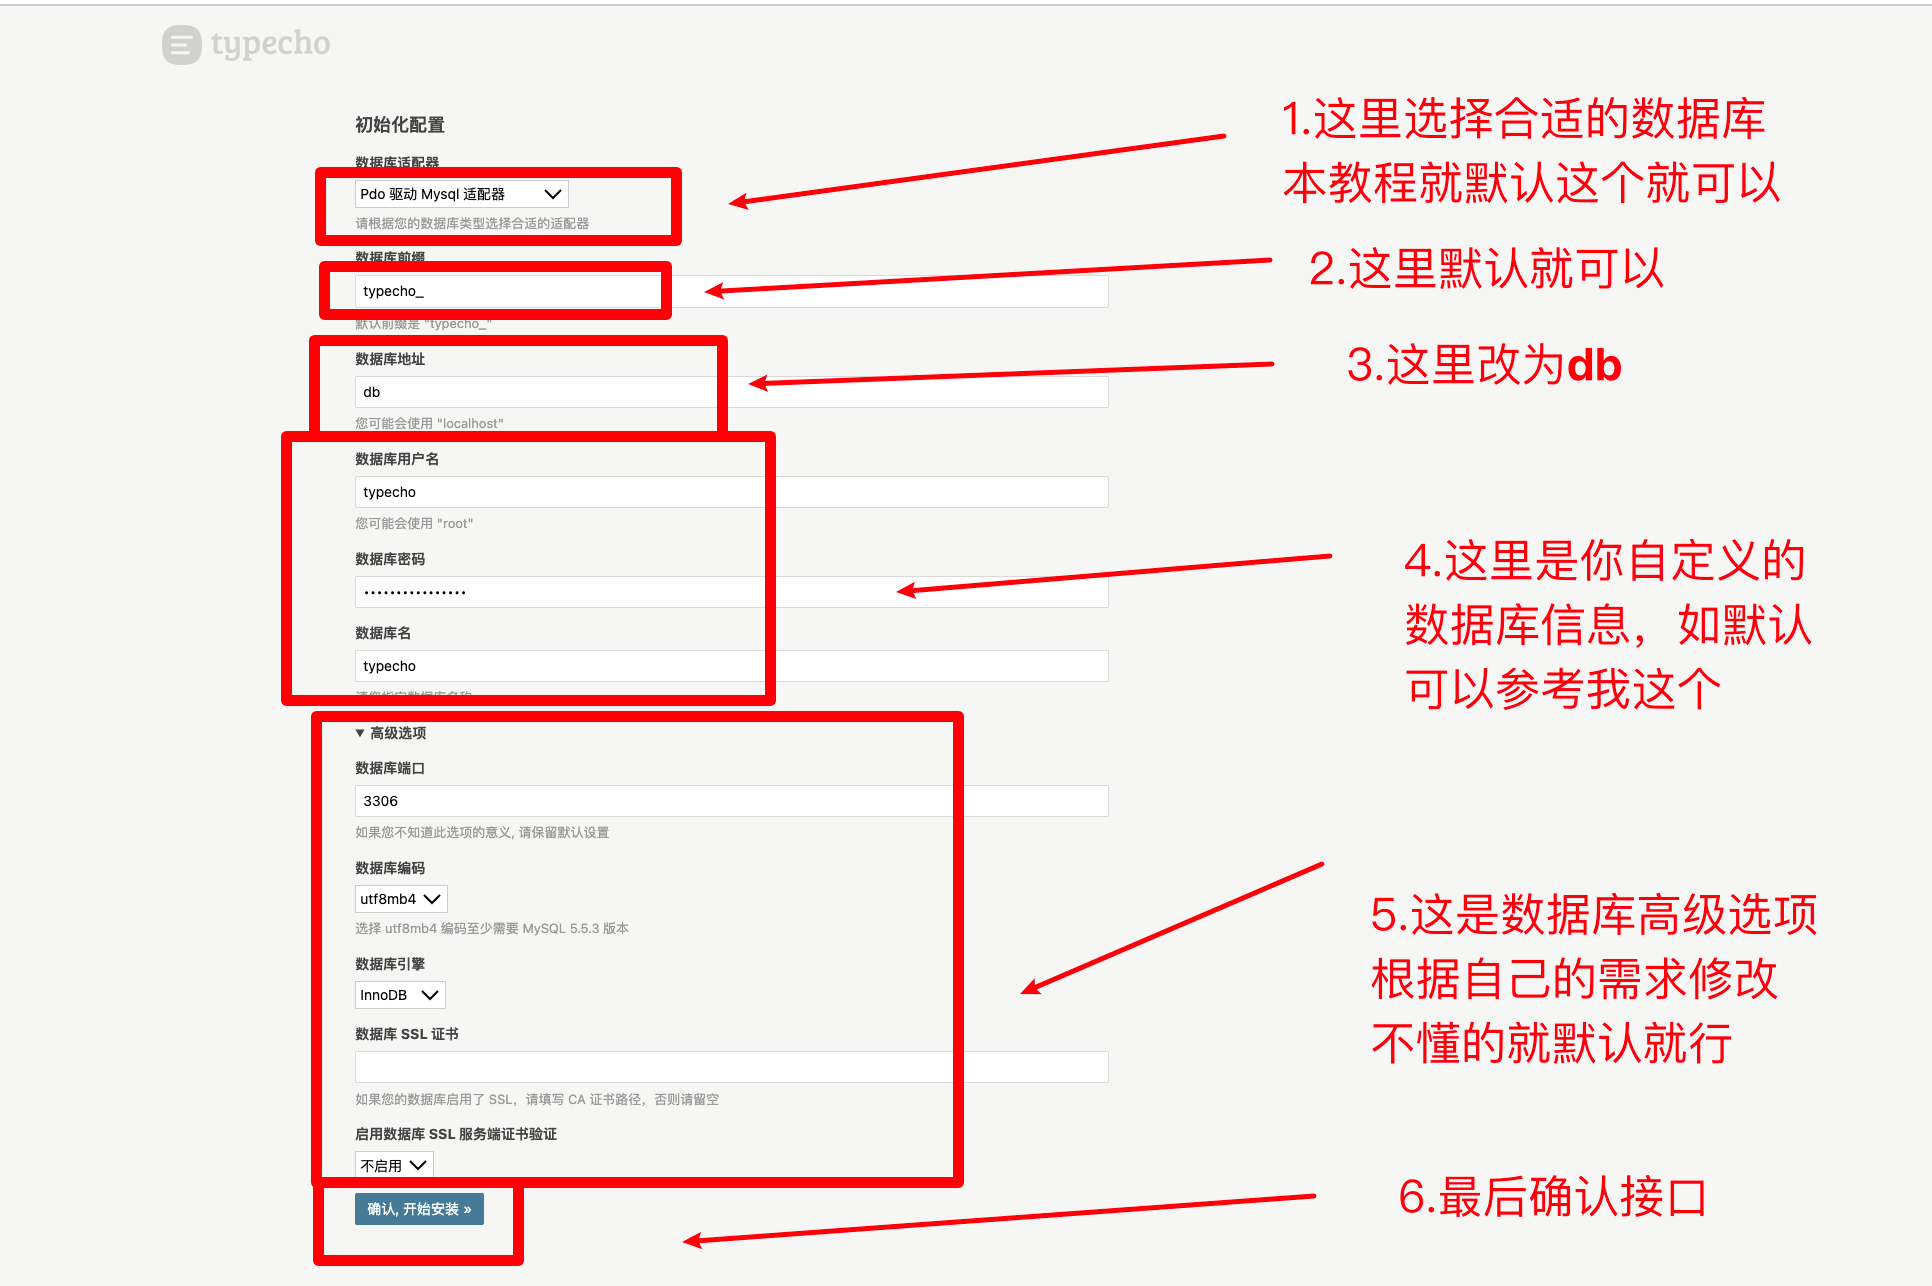 typecho
初始化配置
数据库适配器
Pdo 驱动 Mysql 适配器
请根据您的数据库类型选择合适的适配器
数据库前缀
typecho_
默认前缀是 "typecho_"
数据库地址
db
您可能会使用 "localhost"
数据库用户名
typecho
您可能会使用 "root"
数据库密码
••••••••••••••••
数据库名
typecho
请您指定数据库名称
▼ 高级选项
数据库端口
3306
如果您不知道此选项的意义, 请保留默认设置
数据库编码
utf8mb4
选择 utf8mb4 编码至少需要 MySQL 5.5.3 版本
数据库引擎
InnoDB
数据库 SSL 证书
如果您的数据库启用了 SSL，请填写 CA 证书路径，否则请留空
启用数据库 SSL 服务端证书验证
不启用
确认, 开始安装 »
1.这里选择合适的数据库
本教程就默认这个就可以
2.这里默认就可以
3.这里改为db
4.这里是你自定义的
数据库信息，如默认
可以参考我这个
5.这是数据库高级选项
根据自己的需求修改
不懂的就默认就行
6.最后确认接口